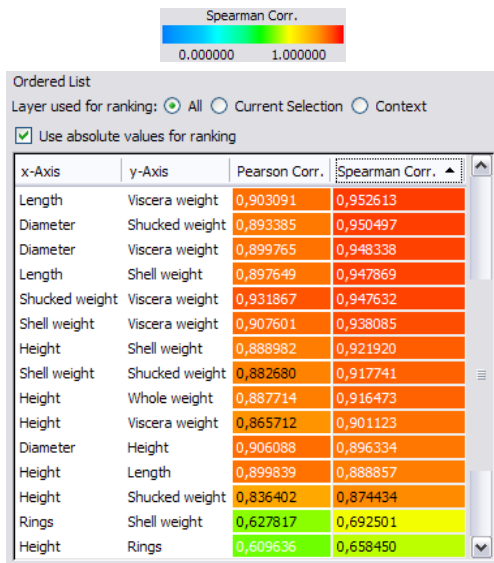 Spearman Corr.
0.000000 1.000000
Ordered List
Layer used for ranking: All Current Selection Context
Use absolute values for ranking
x-Axis y-Axis Pearson Corr. Spearman Corr.
Length Viscera weight 0,903091 0,952613
Diameter Shucked weight 0,893385 0,950497
Diameter Viscera weight 0,899765 0,948338
Length Shell weight 0,897649 0,947869
Shucked weight Viscera weight 0,931867 0,947632
Shell weight Viscera weight 0,907601 0,938085
Height Shell weight 0,888982 0,921920
Shell weight Shucked weight 0,882680 0,917741
Height Whole weight 0,887714 0,916473
Height Viscera weight 0,865712 0,901123
Diameter Height 0,906088 0,896334
Height Length 0,899839 0,888857
Height Shucked weight 0,836402 0,874434
Rings Shell weight 0,627817 0,692501
Height Rings 0,609636 0,658450